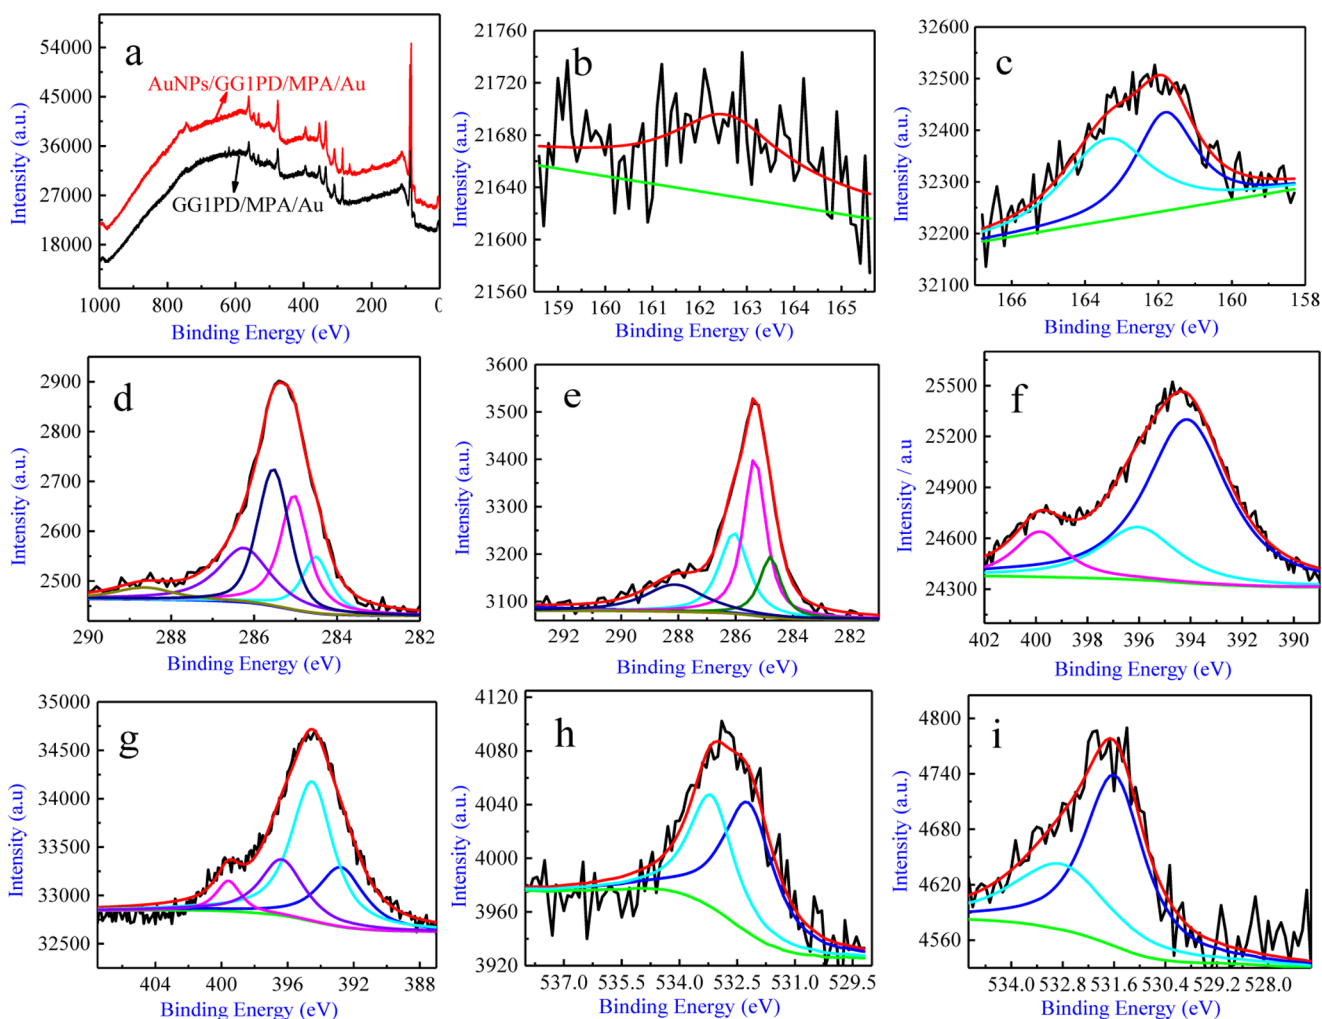 a
54000
45000
36000
27000
18000
AuNPs/GG1PD/MPA/Au
GG1PD/MPA/Au
1000 800 600 400 200 0
Intensity (a.u.)
Binding Energy (eV)
b
21760
21720
21680
21640
21600
21560
159 160 161 162 163 164 165
Intensity (a.u.)
Binding Energy (eV)
c
32600
32500
32400
32300
32200
32100
166 164 162 160 158
Intensity (a.u.)
Binding Energy (eV)
d
2900
2800
2700
2600
2500
290 288 286 284 282
Intensity (a.u.)
Binding Energy (eV)
e
3600
3500
3400
3300
3200
3100
292 290 288 286 284 282
Intensity (a.u.)
Binding Energy (eV)
f
25500
25200
24900
24600
24300
402 400 398 396 394 392 390
Intensity / a.u
Binding Energy (eV)
g
35000
34500
34000
33500
33000
32500
404 400 396 392 388
Intensity (a.u)
Binding Energy (eV)
h
4120
4080
4040
4000
3960
3920
537.0 535.5 534.0 532.5 531.0 529.5
Intensity (a.u.)
Binding Energy (eV)
i
4800
4740
4680
4620
4560
534.0 532.8 531.6 530.4 529.2 528.0
Intensity (a.u.)
Binding Energy (eV)